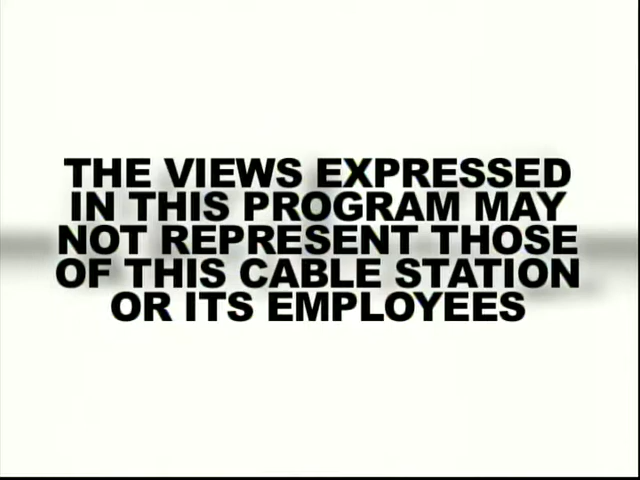 THE VIEWS EXPRESSED
IN THIS PROGRAM MAY
NOT REPRESENT THOSE
OF THIS CABLE STATION
OR ITS EMPLOYEES